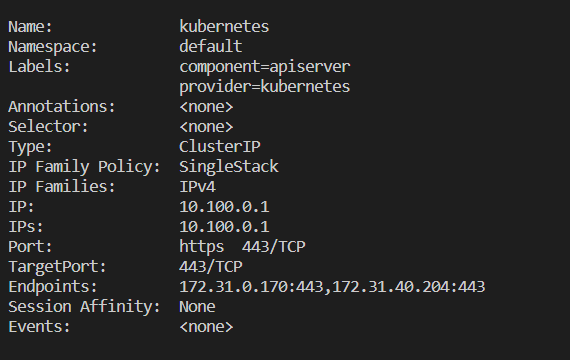 Name: kubernetes
Namespace: default
Labels: component=apiserver
provider=kubernetes
Annotations: <none>
Selector: <none>
Type: ClusterIP
IP Family Policy: SingleStack
IP Families: IPv4
IP: 10.100.0.1
IPs: 10.100.0.1
Port: https 443/TCP
TargetPort: 443/TCP
Endpoints: 172.31.0.170:443,172.31.40.204:443
Session Affinity: None
Events: <none>